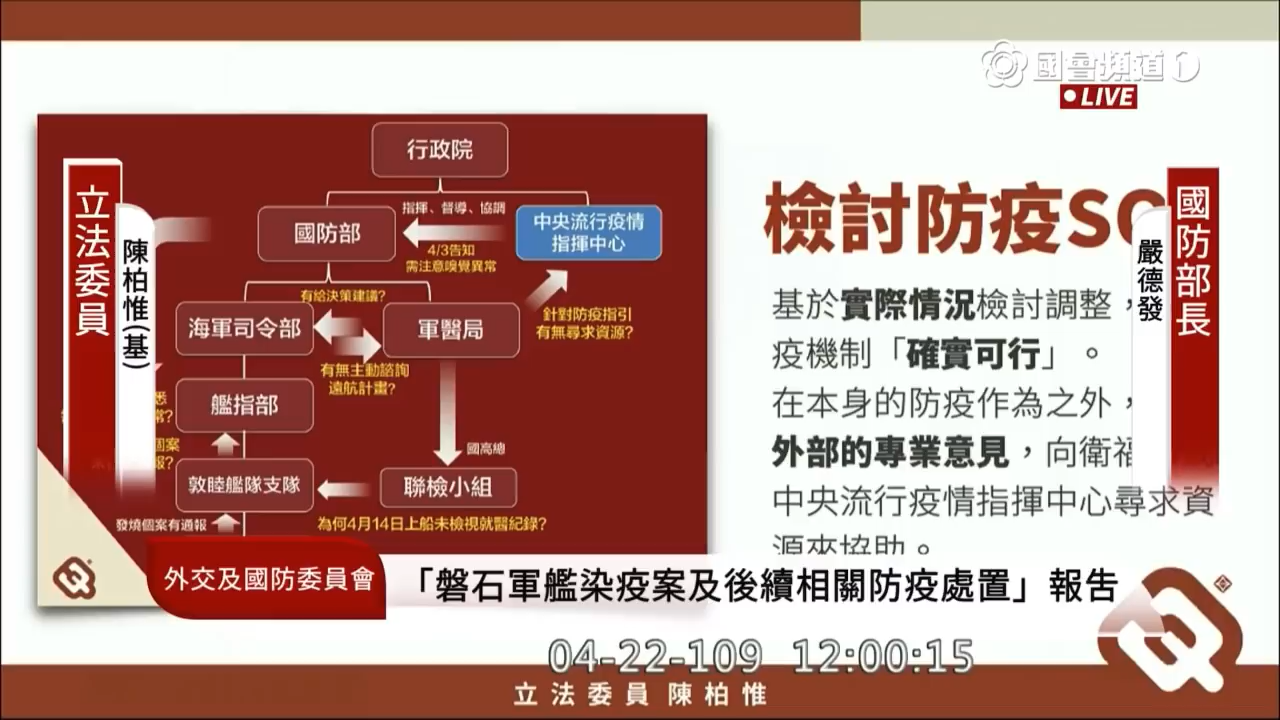 國會頻道1
LIVE
行政院
指揮、督導、協調
國防部
中央流行疫情
指揮中心
4/3告知
需注意嗅覺異常
有給決策建議?
海軍司令部
軍醫局
針對防疫指引
有無尋求資源?
有無主動諮詢
遠航計畫?
艦指部
國高總
敦睦艦隊支隊
聯檢小組
發燒個案有通報
為何4月14日上船未檢視就醫紀錄?
立法委員
陳柏惟(基)
檢討防疫SO
基於實際情況檢討調整,
疫機制「確實可行」。
在本身的防疫作為之外,
外部的專業意見,向衛福
中央流行疫情指揮中心尋求資
源來協助。
國防部長
嚴德發
外交及國防委員會
「磐石軍艦染疫案及後續相關防疫處置」報告
04-22-109 12:00:15
立法委員 陳柏惟